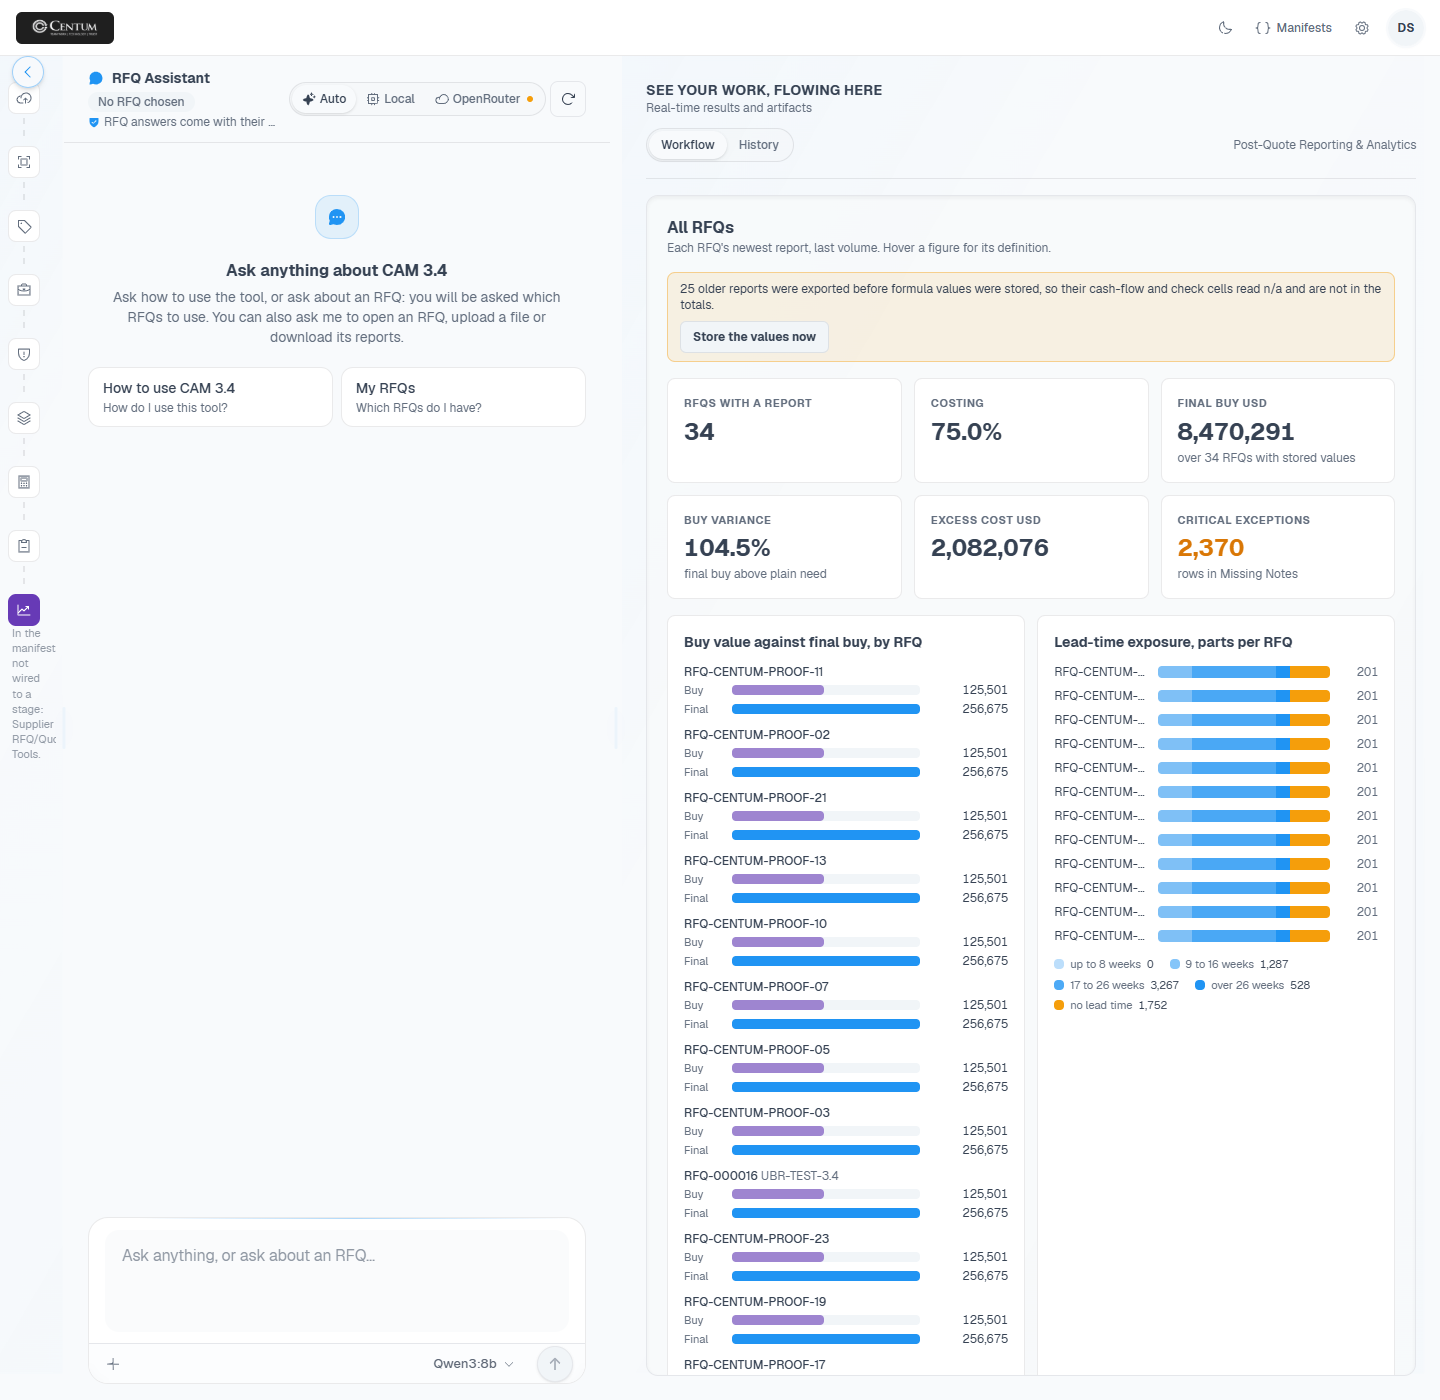 CENTUM
{ } Manifests
DS
RFQ Assistant
No RFQ chosen
RFQ answers come with their ...
Auto
Local
OpenRouter
Ask anything about CAM 3.4
Ask how to use the tool, or ask about an RFQ: you will be asked which
RFQs to use. You can also ask me to open an RFQ, upload a file or
download its reports.
How to use CAM 3.4
How do I use this tool?
My RFQs
Which RFQs do I have?
In the
manifest
not
wired
to a
stage:
Supplier
RFQ/Quo
Tools.
Ask anything, or ask about an RFQ...
Qwen3:8b
SEE YOUR WORK, FLOWING HERE
Real-time results and artifacts
Workflow
History
Post-Quote Reporting & Analytics
All RFQs
Each RFQ's newest report, last volume. Hover a figure for its definition.
25 older reports were exported before formula values were stored, so their cash-flow and check cells read n/a and are not in the
totals.
Store the values now
RFQS WITH A REPORT
34
COSTING
75.0%
FINAL BUY USD
8,470,291
over 34 RFQs with stored values
BUY VARIANCE
104.5%
final buy above plain need
EXCESS COST USD
2,082,076
CRITICAL EXCEPTIONS
2,370
rows in Missing Notes
Buy value against final buy, by RFQ
RFQ-CENTUM-PROOF-11
Buy 125,501
Final 256,675
RFQ-CENTUM-PROOF-02
Buy 125,501
Final 256,675
RFQ-CENTUM-PROOF-21
Buy 125,501
Final 256,675
RFQ-CENTUM-PROOF-13
Buy 125,501
Final 256,675
RFQ-CENTUM-PROOF-10
Buy 125,501
Final 256,675
RFQ-CENTUM-PROOF-07
Buy 125,501
Final 256,675
RFQ-CENTUM-PROOF-05
Buy 125,501
Final 256,675
RFQ-CENTUM-PROOF-03
Buy 125,501
Final 256,675
RFQ-000016 UBR-TEST-3.4
Buy 125,501
Final 256,675
RFQ-CENTUM-PROOF-23
Buy 125,501
Final 256,675
RFQ-CENTUM-PROOF-19
Buy 125,501
Final 256,675
RFQ-CENTUM-PROOF-17
Lead-time exposure, parts per RFQ
RFQ-CENTUM-... 201
RFQ-CENTUM-... 201
RFQ-CENTUM-... 201
RFQ-CENTUM-... 201
RFQ-CENTUM-... 201
RFQ-CENTUM-... 201
RFQ-CENTUM-... 201
RFQ-CENTUM-... 201
RFQ-CENTUM-... 201
RFQ-CENTUM-... 201
RFQ-CENTUM-... 201
RFQ-CENTUM-... 201
up to 8 weeks 0 9 to 16 weeks 1,287
17 to 26 weeks 3,267 over 26 weeks 528
no lead time 1,752